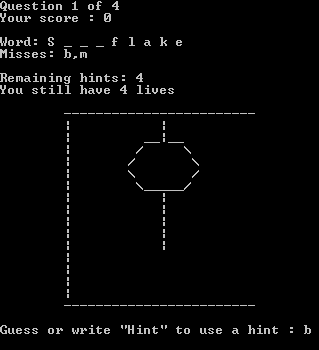 Question 1 of 4
Your score : 0
Word: S _ _ _ f l a k e
Misses: b,m
Remaining hints: 4
You still have 4 lives
Guess or write "Hint" to use a hint : b